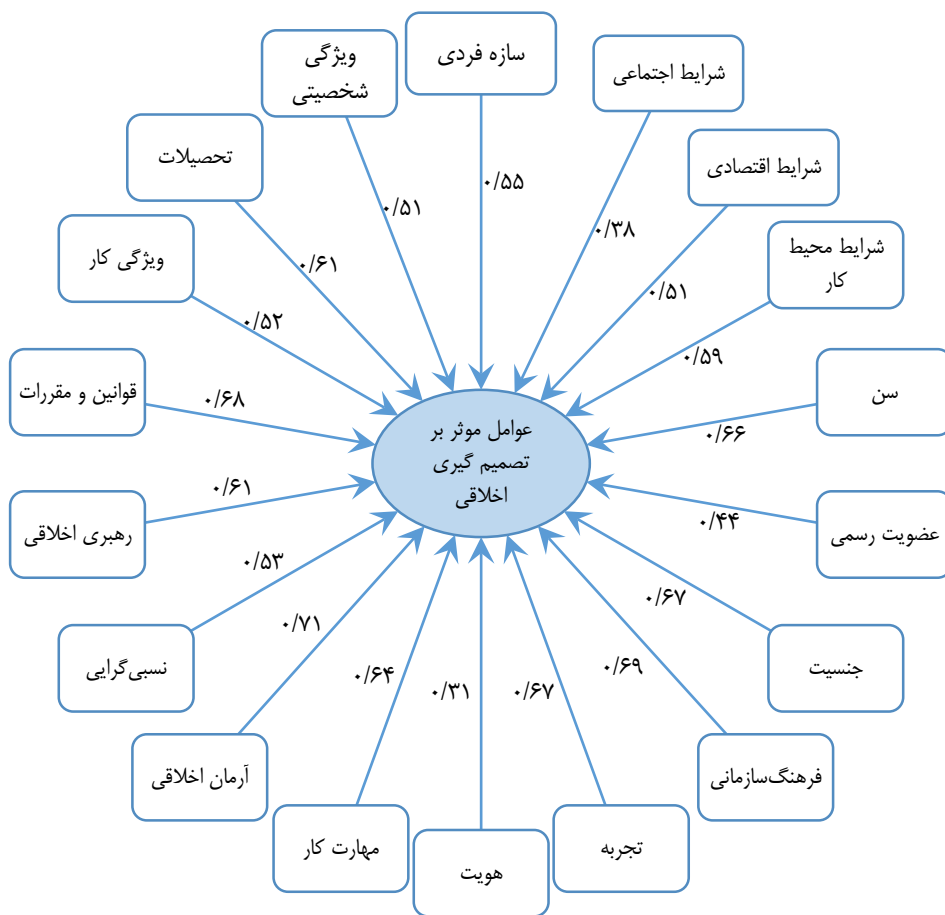 سازه فردی
۰/۵۵
شرایط اجتماعی
۰/۳۸
شرایط اقتصادی
۰/۵۱
شرایط محیط
کار
۰/۵۹
سن
۰/۶۶
عضویت رسمی
۰/۴۴
جنسیت
۰/۶۷
فرهنگ‌سازمانی
۰/۶۹
تجربه
۰/۶۷
هویت
۰/۳۱
مهارت کار
۰/۶۴
آرمان اخلاقی
۰/۷۱
نسبی‌گرایی
۰/۵۳
رهبری اخلاقی
۰/۶۱
قوانین و مقررات
۰/۶۸
ویژگی کار
۰/۵۲
تحصیلات
۰/۶۱
ویژگی
شخصیتی
۰/۵۱
عوامل موثر بر
تصمیم گیری
اخلاقی